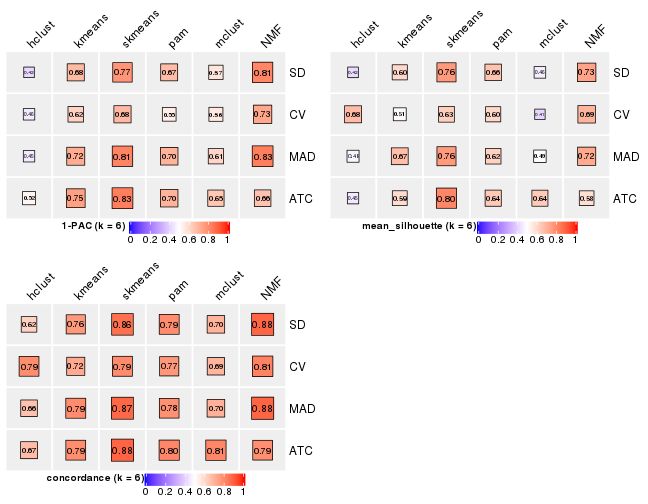 hclust kmeans skmeans pam mclust NMF
0.68 0.77 0.67 0.57 0.81 SD
0.62 0.68 0.55 0.56 0.73 CV
0.72 0.81 0.70 0.61 0.83 MAD
0.52 0.75 0.83 0.70 0.65 0.66 ATC
1-PAC (k = 6)
0 0.2 0.4 0.6 0.8 1
hclust kmeans skmeans pam mclust NMF
0.60 0.76 0.66 0.73 SD
0.68 0.51 0.63 0.60 0.41 0.69 CV
0.67 0.76 0.62 0.49 0.72 MAD
0.59 0.80 0.64 0.64 0.58 ATC
mean_silhouette (k = 6)
0 0.2 0.4 0.6 0.8 1
hclust kmeans skmeans pam mclust NMF
0.62 0.76 0.86 0.79 0.70 0.88 SD
0.79 0.72 0.79 0.77 0.69 0.81 CV
0.66 0.79 0.87 0.78 0.70 0.88 MAD
0.67 0.79 0.88 0.80 0.81 0.79 ATC
concordance (k = 6)
0 0.2 0.4 0.6 0.8 1